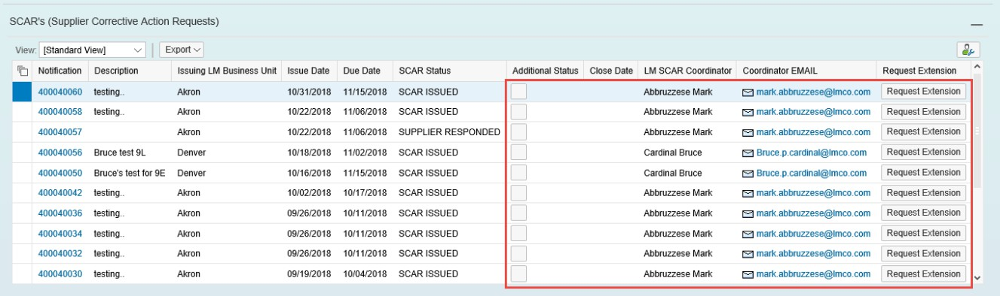 SCAR's (Supplier Corrective Action Requests)
View: [Standard View] Export
Notification Description Issuing LM Business Unit Issue Date Due Date SCAR Status Additional Status Close Date LM SCAR Coordinator Coordinator EMAIL Request Extension
400040060 testing.. Akron 10/31/2018 11/15/2018 SCAR ISSUED Abbruzzese Mark mark.abbruzzese@lmco.com Request Extension
400040058 testing.. Akron 10/22/2018 11/06/2018 SCAR ISSUED Abbruzzese Mark mark.abbruzzese@lmco.com Request Extension
400040057 Akron 10/22/2018 11/06/2018 SUPPLIER RESPONDED Abbruzzese Mark mark.abbruzzese@lmco.com Request Extension
400040056 Bruce test 9L Denver 10/18/2018 11/02/2018 SCAR ISSUED Cardinal Bruce Bruce.p.cardinal@lmco.com Request Extension
400040050 Bruce's test for 9E Denver 10/16/2018 11/15/2018 SCAR ISSUED Cardinal Bruce Bruce.p.cardinal@lmco.com Request Extension
400040042 testing.. Akron 10/02/2018 10/17/2018 SCAR ISSUED Abbruzzese Mark mark.abbruzzese@lmco.com Request Extension
400040036 testing.. Akron 09/26/2018 10/11/2018 SCAR ISSUED Abbruzzese Mark mark.abbruzzese@lmco.com Request Extension
400040034 testing.. Akron 09/26/2018 10/11/2018 SCAR ISSUED Abbruzzese Mark mark.abbruzzese@lmco.com Request Extension
400040032 testing.. Akron 09/26/2018 10/11/2018 SCAR ISSUED Abbruzzese Mark mark.abbruzzese@lmco.com Request Extension
400040030 testing.. Akron 09/19/2018 10/04/2018 SCAR ISSUED Abbruzzese Mark mark.abbruzzese@lmco.com Request Extension